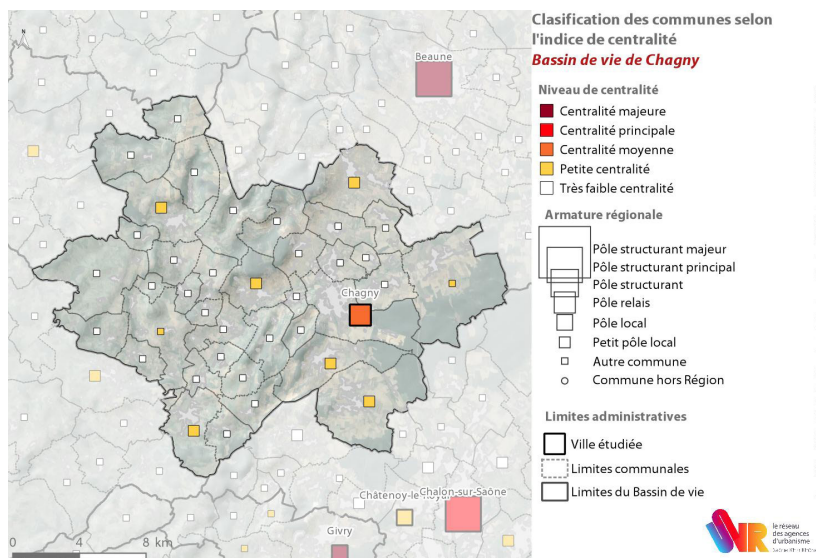 Clasification des communes selon
l'indice de centralité
Bassin de vie de Chagny
Niveau de centralité
Centralité majeure
Centralité principale
Centralité moyenne
Petite centralité
Très faible centralité
Armature régionale
Pôle structurant majeur
Pôle structurant principal
Pôle structurant
Pôle relais
Pôle local
Petit pôle local
Autre commune
Commune hors Région
Limites administratives
Ville étudiée
Limites communales
Limites du Bassin de vie
N
Beaune
Chagny
Châtenoy-le
Chalon-sur-Saône
Givry
0 4 8 km
le réseau
des agences
d'urbanisme